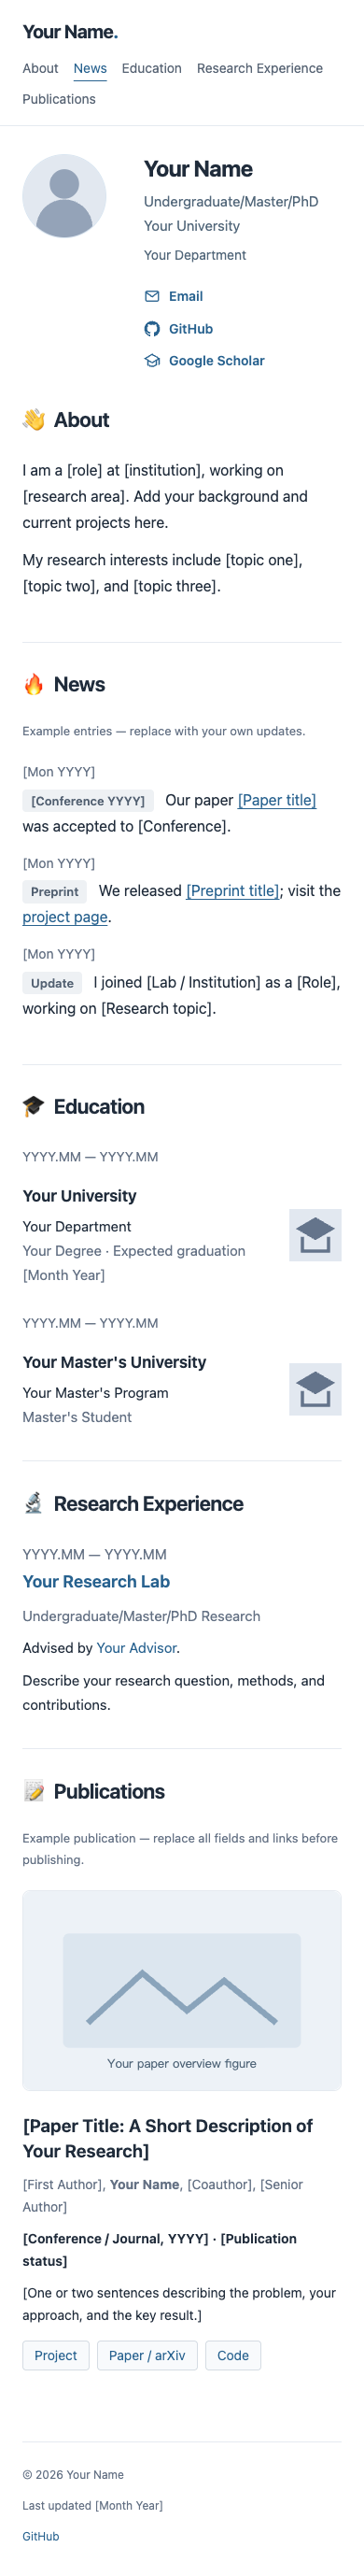 Your Name.
About News Education Research Experience
Publications
Your Name
Undergraduate/Master/PhD
Your University
Your Department
Email
GitHub
Google Scholar
👋 About
I am a [role] at [institution], working on
[research area]. Add your background and
current projects here.
My research interests include [topic one],
[topic two], and [topic three].
🔥 News
Example entries — replace with your own updates.
[Mon YYYY]
[Conference YYYY] Our paper [Paper title]
was accepted to [Conference].
[Mon YYYY]
Preprint We released [Preprint title]; visit the
project page.
[Mon YYYY]
Update I joined [Lab / Institution] as a [Role],
working on [Research topic].
🎓 Education
YYYY.MM — YYYY.MM
Your University
Your Department
Your Degree · Expected graduation
[Month Year]
YYYY.MM — YYYY.MM
Your Master's University
Your Master's Program
Master's Student
🔬 Research Experience
YYYY.MM — YYYY.MM
Your Research Lab
Undergraduate/Master/PhD Research
Advised by Your Advisor.
Describe your research question, methods, and
contributions.
📝 Publications
Example publication — replace all fields and links before
publishing.
Your paper overview figure
[Paper Title: A Short Description of
Your Research]
[First Author], Your Name, [Coauthor], [Senior
Author]
[Conference / Journal, YYYY] · [Publication
status]
[One or two sentences describing the problem, your
approach, and the key result.]
Project Paper / arXiv Code
© 2026 Your Name
Last updated [Month Year]
GitHub